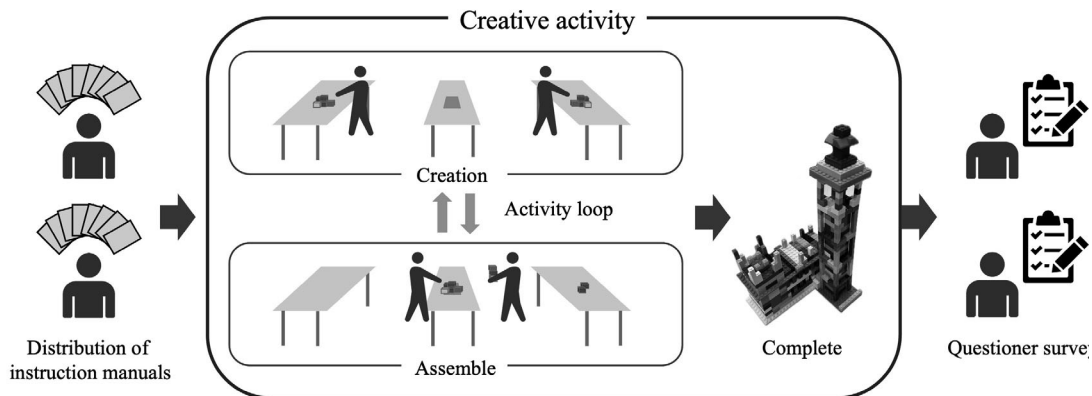 Creative activity
Creation
Activity loop
Assemble
Complete
Distribution of
instruction manuals
Questioner survey